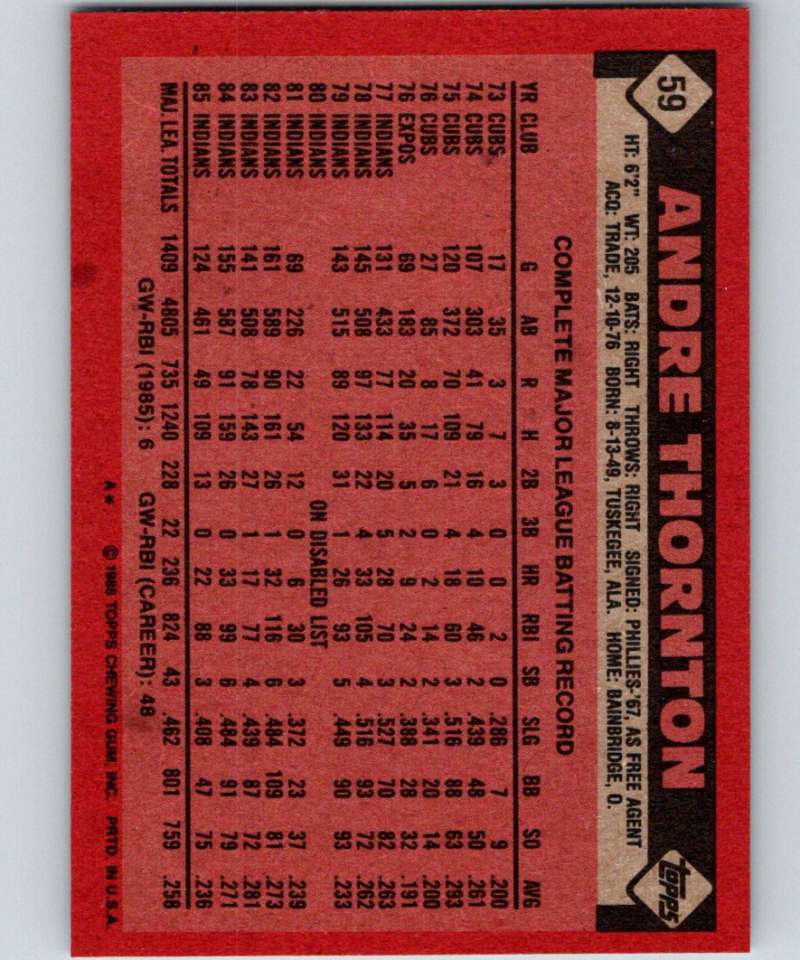 59 ANDRE THORNTON topps
HT: 6'2" WT: 205 BATS: RIGHT THROWS: RIGHT SIGNED: PHILLIES-'67, AS FREE AGENT
ACQ: TRADE, 12-10-76 BORN: 8-13-49, TUSKEGEE, ALA. HOME: BAINBRIDGE, O.
COMPLETE MAJOR LEAGUE BATTING RECORD
YR CLUB G AB R H 2B 3B HR RBI SB SLG BB SO AVG
73 CUBS 17 35 3 7 3 0 0 2 0 .286 7 9 .200
74 CUBS 107 303 41 79 16 4 10 46 2 .439 48 50 .261
75 CUBS 120 372 70 109 21 4 18 60 3 .516 88 63 .293
76 CUBS 27 85 8 17 6 0 2 14 2 .341 20 14 .200
76 EXPOS 69 183 20 35 5 2 9 24 2 .388 28 32 .191
77 INDIANS 131 433 77 114 20 5 28 70 3 .527 70 82 .263
78 INDIANS 145 508 97 133 22 4 33 105 4 .516 93 72 .262
79 INDIANS 143 515 89 120 31 1 26 93 5 .449 90 93 .233
80 INDIANS ON DISABLED LIST
81 INDIANS 69 226 22 54 12 0 6 30 3 .372 23 37 .239
82 INDIANS 161 589 90 161 26 1 32 116 6 .484 109 81 .273
83 INDIANS 141 508 78 143 27 1 17 77 4 .439 87 72 .281
84 INDIANS 155 587 91 159 26 0 33 99 6 .484 91 79 .271
85 INDIANS 124 461 49 109 13 0 22 88 3 .408 47 75 .236
MAJ. LEA. TOTALS 1409 4805 735 1240 228 22 236 824 43 .462 801 759 .258
GW-RBI (1985): 6 GW-RBI (CAREER): 48
A* © 1986 TOPPS CHEWING GUM, INC. PRTD. IN U.S.A.